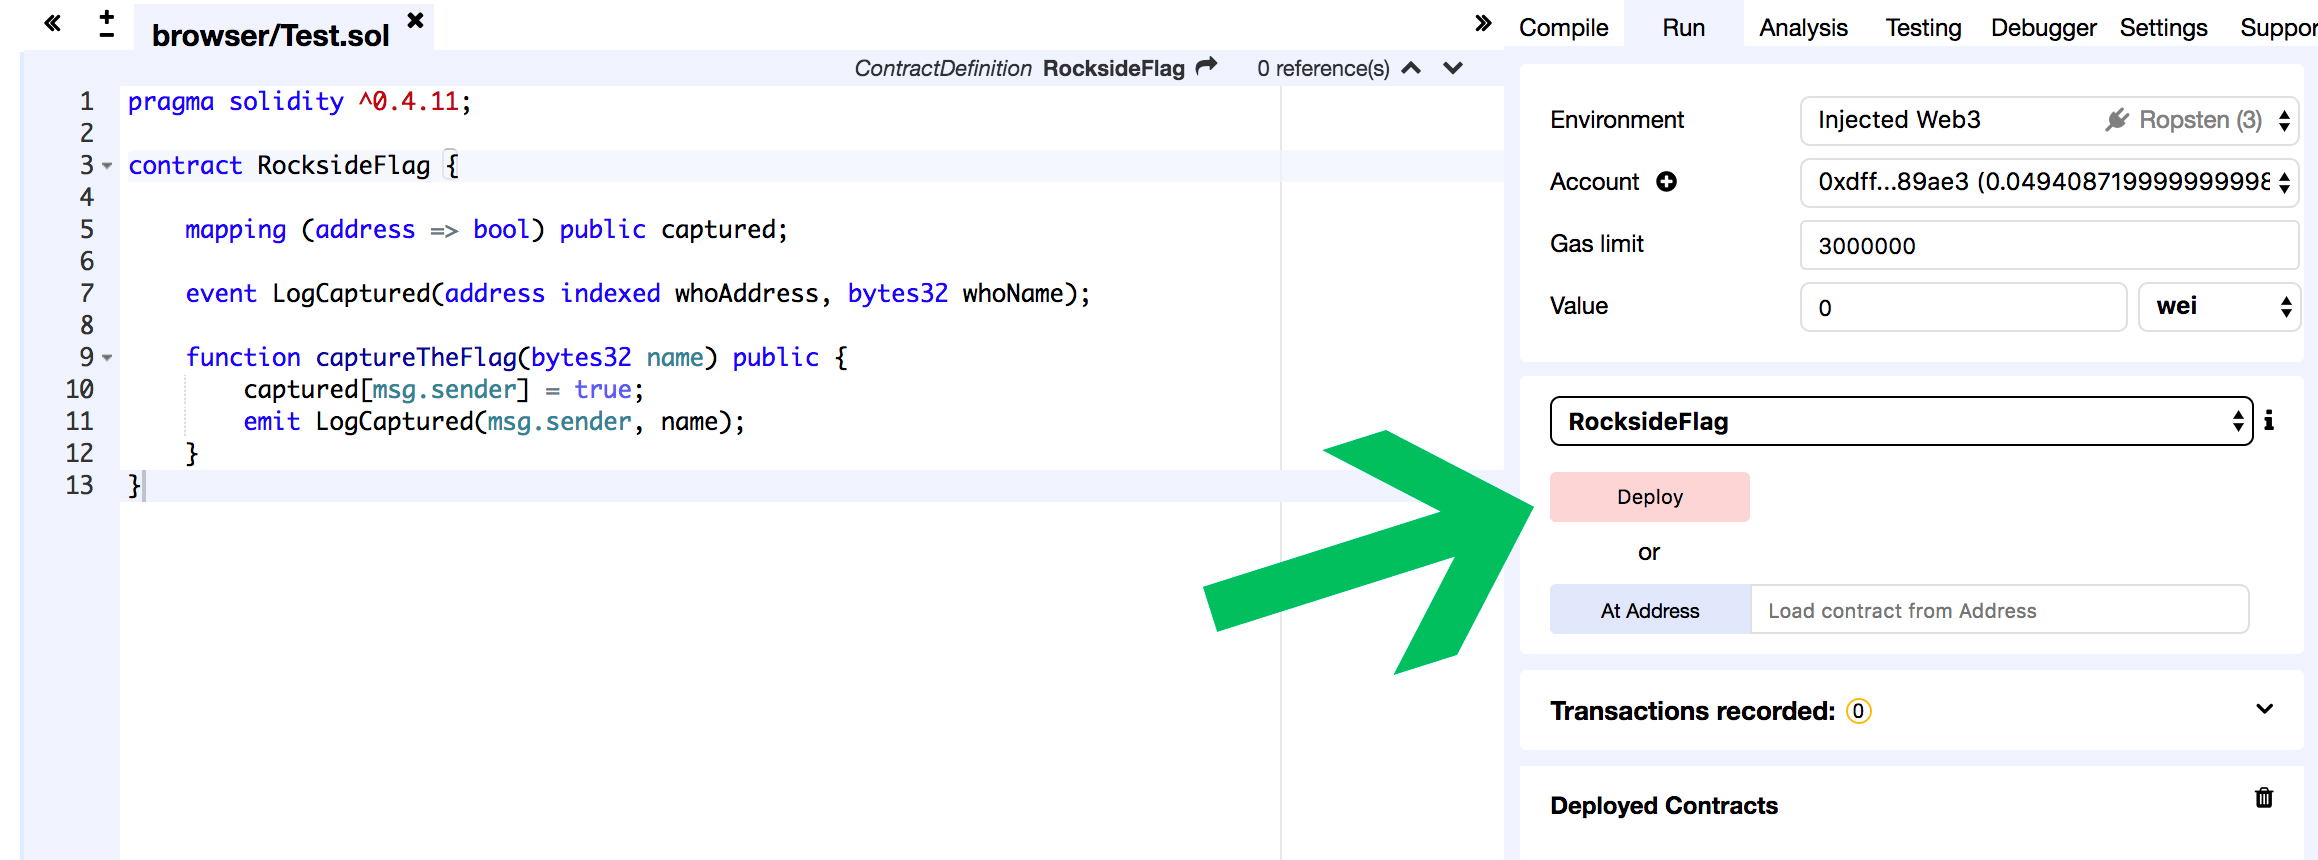 browser/Test.sol
Compile Run Analysis Testing Debugger Settings Suppor
ContractDefinition RocksideFlag 0 reference(s)
1 pragma solidity ^0.4.11;
2
3 contract RocksideFlag {
4
5 mapping (address => bool) public captured;
6
7 event LogCaptured(address indexed whoAddress, bytes32 whoName);
8
9 function captureTheFlag(bytes32 name) public {
10 captured[msg.sender] = true;
11 emit LogCaptured(msg.sender, name);
12 }
13 }
Environment Injected Web3 Ropsten (3)
Account 0xdff...89ae3 (0.04940871999999999998
Gas limit 3000000
Value 0 wei
RocksideFlag
Deploy
or
At Address Load contract from Address
Transactions recorded: 0
Deployed Contracts